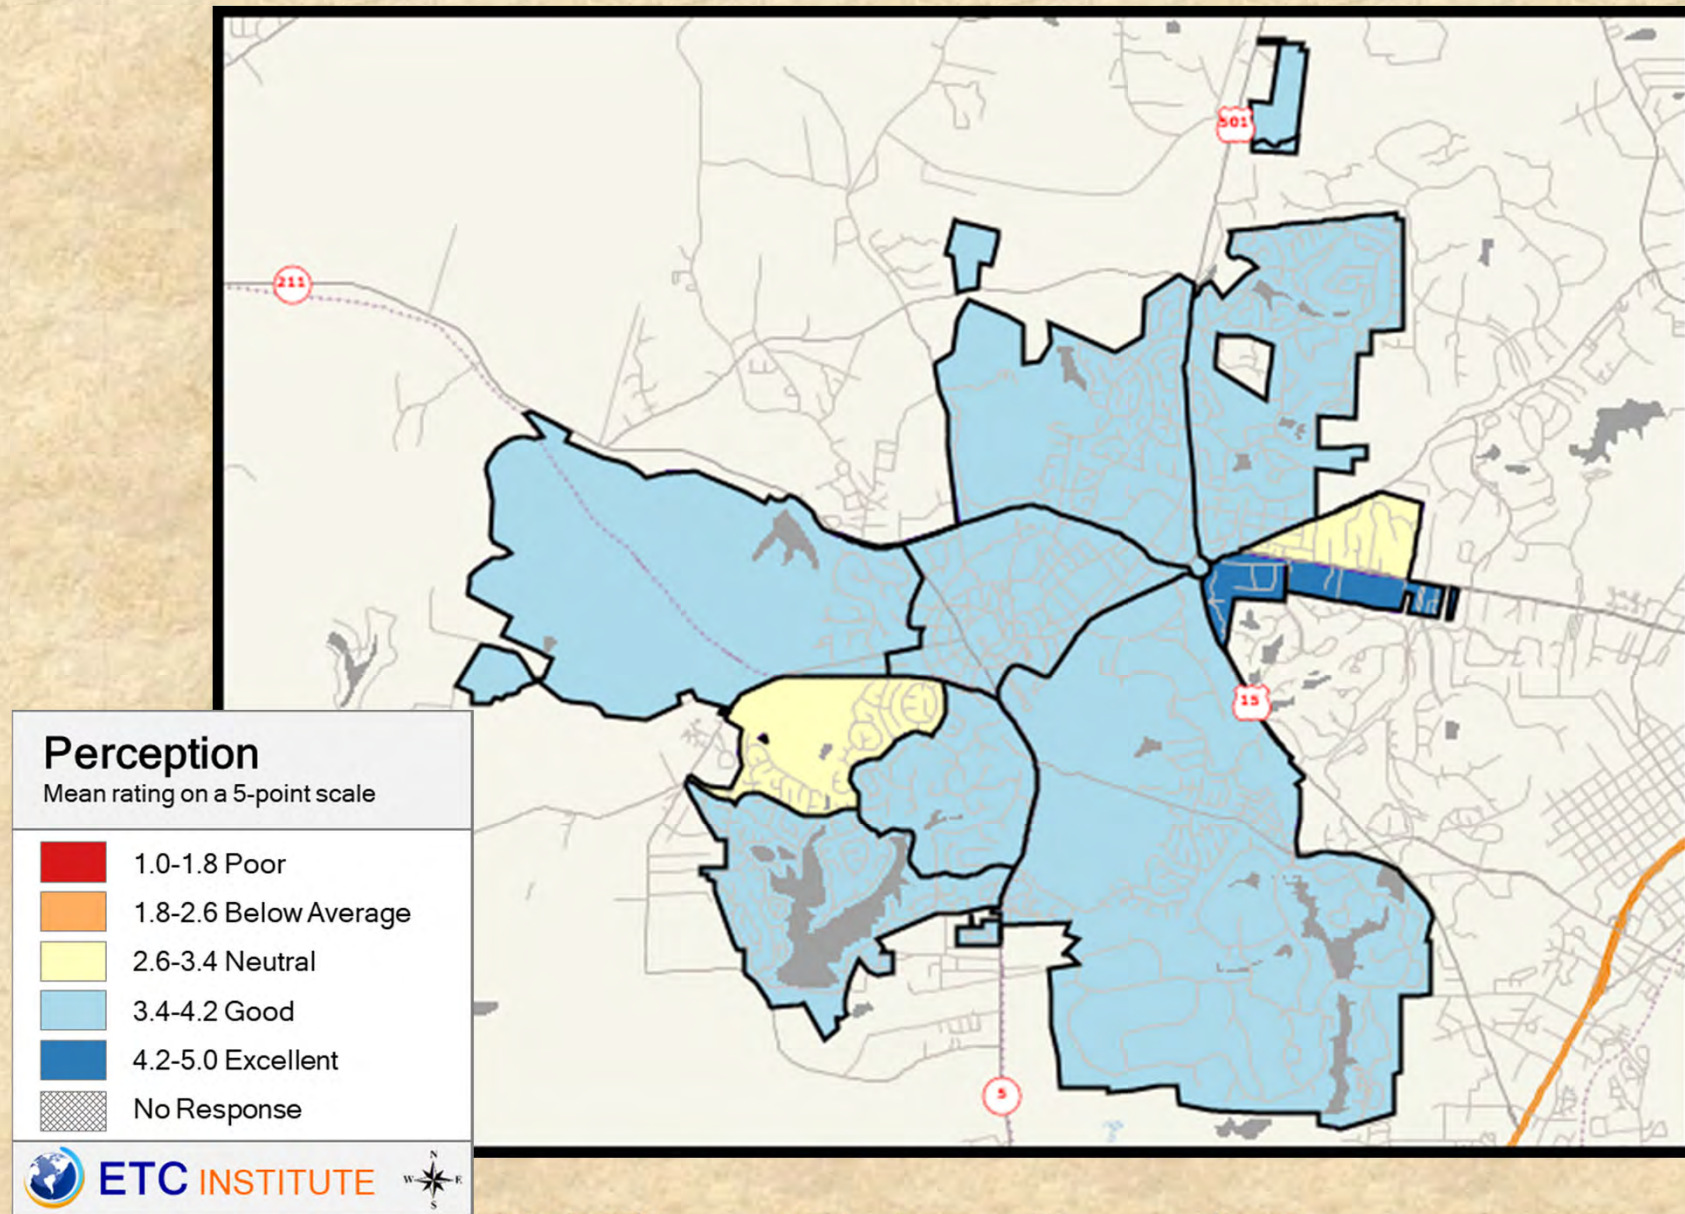 501
211
15
Perception
Mean rating on a 5-point scale
1.0-1.8 Poor
1.8-2.6 Below Average
2.6-3.4 Neutral
3.4-4.2 Good
4.2-5.0 Excellent
No Response
5
ETC INSTITUTE
N
W E
S